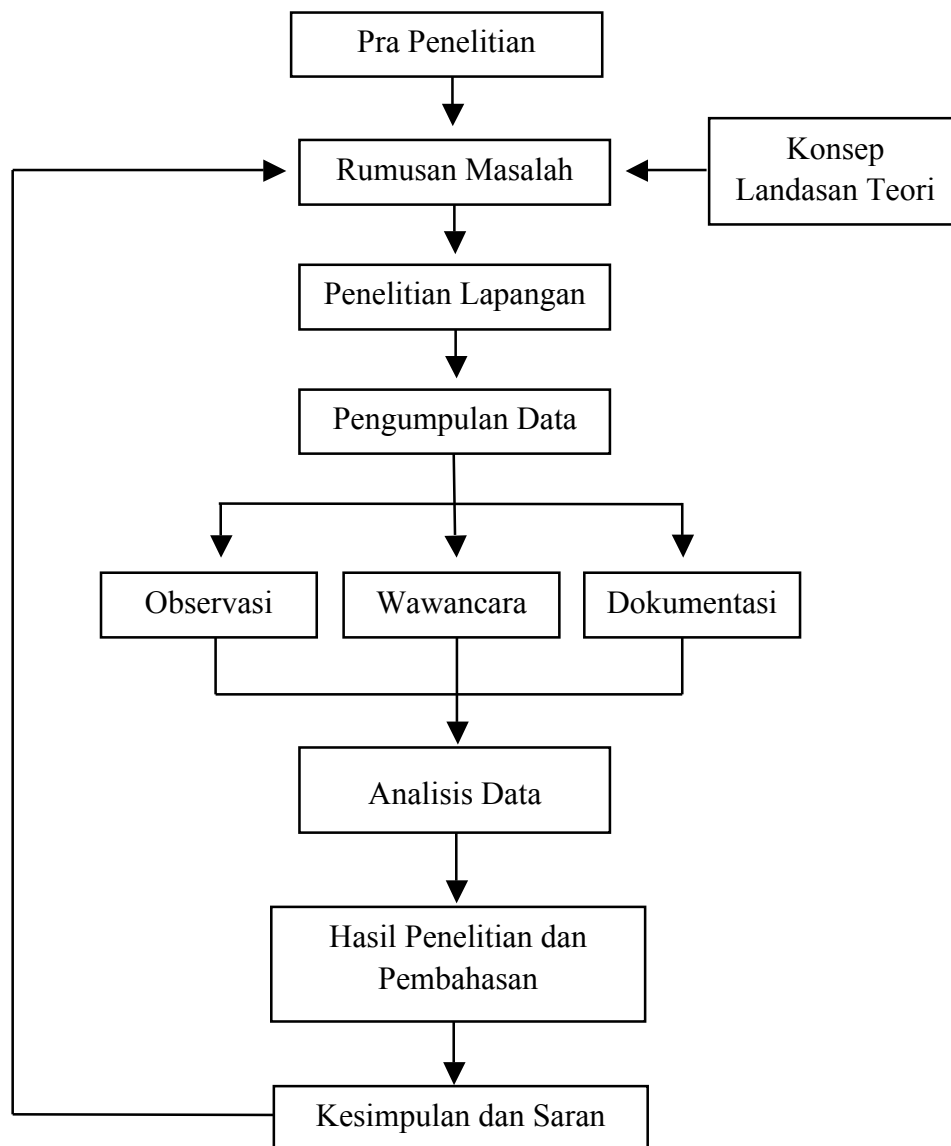 Pra Penelitian
Rumusan Masalah
Konsep
Landasan Teori
Penelitian Lapangan
Pengumpulan Data
Observasi
Wawancara
Dokumentasi
Analisis Data
Hasil Penelitian dan
Pembahasan
Kesimpulan dan Saran